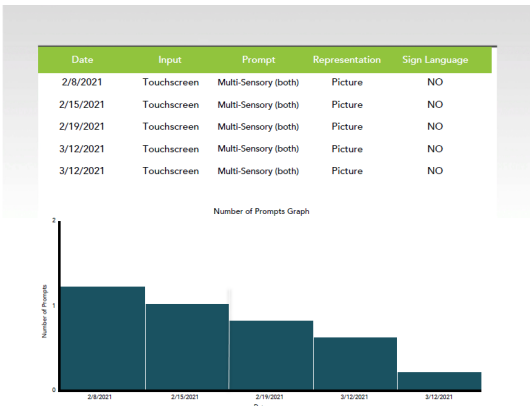 Date Input Prompt Representation Sign Language
2/8/2021 Touchscreen Multi-Sensory (both) Picture NO
2/15/2021 Touchscreen Multi-Sensory (both) Picture NO
2/19/2021 Touchscreen Multi-Sensory (both) Picture NO
3/12/2021 Touchscreen Multi-Sensory (both) Picture NO
3/12/2021 Touchscreen Multi-Sensory (both) Picture NO
Number of Prompts Graph
2
Number of Prompts
1
0
2/8/2021 2/15/2021 2/19/2021 3/12/2021 3/12/2021